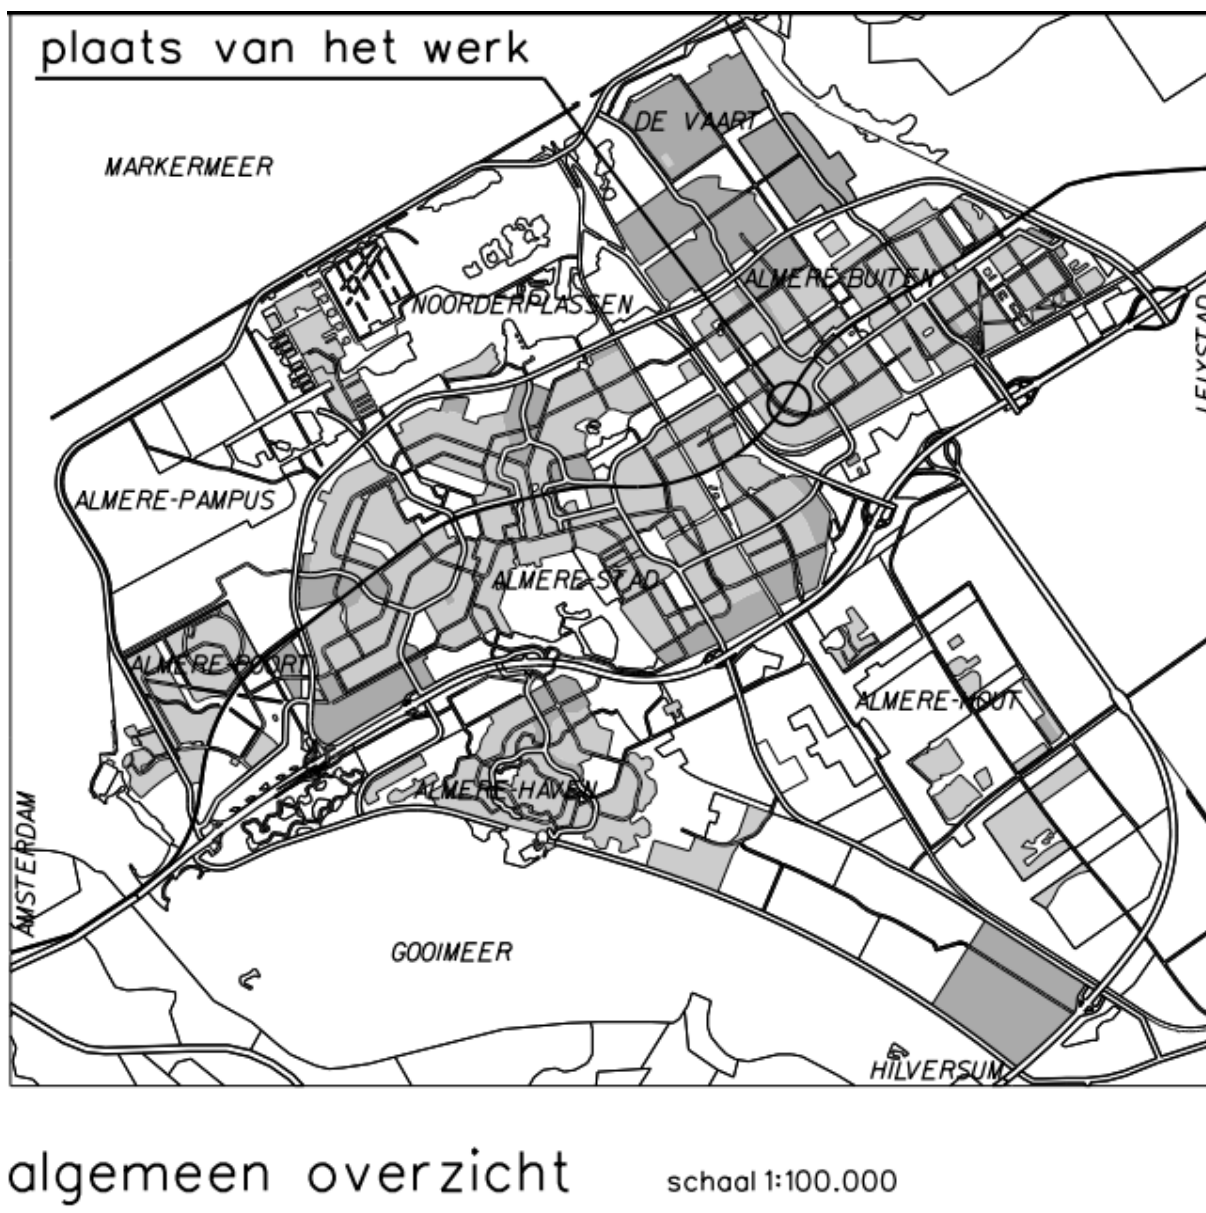 plaats van het werk
DE VAART
MARKERMEER
ALMERE-BUITEN
NOORDERPLASSEN
LELYSTAD
ALMERE-PAMPUS
ALMERE-STAD
ALMERE-POORT
ALMERE-HOUT
ALMERE-HAVEN
AMSTERDAM
GOOIMEER
HILVERSUM
algemeen overzicht schaal 1:100.000